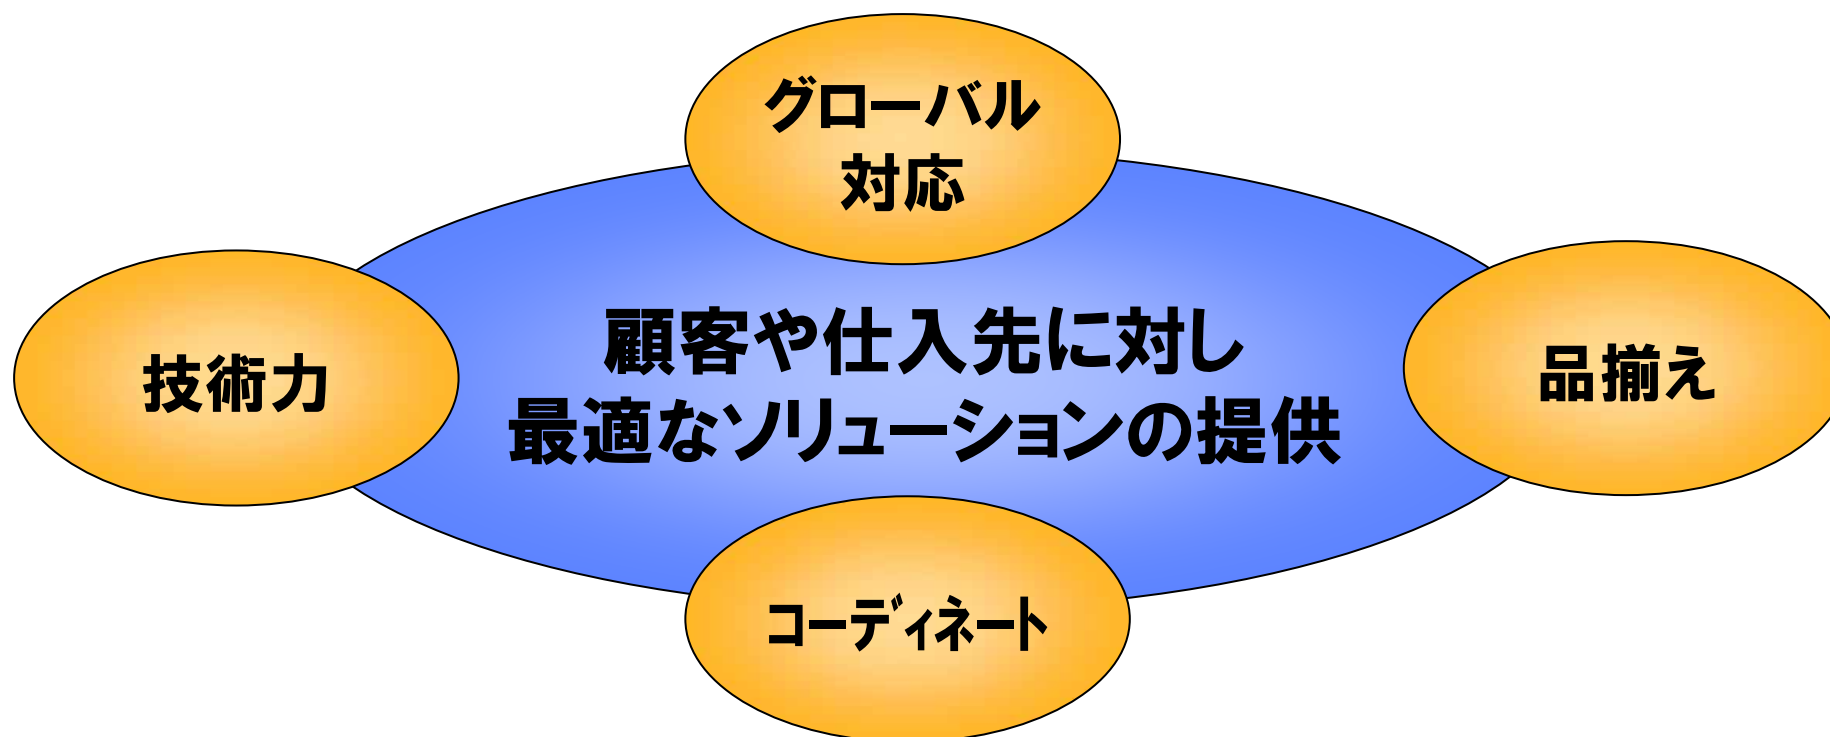 グローバル
対応
技術力
顧客や仕入先に対し
最適なソリューションの提供
品揃え
コーディネート